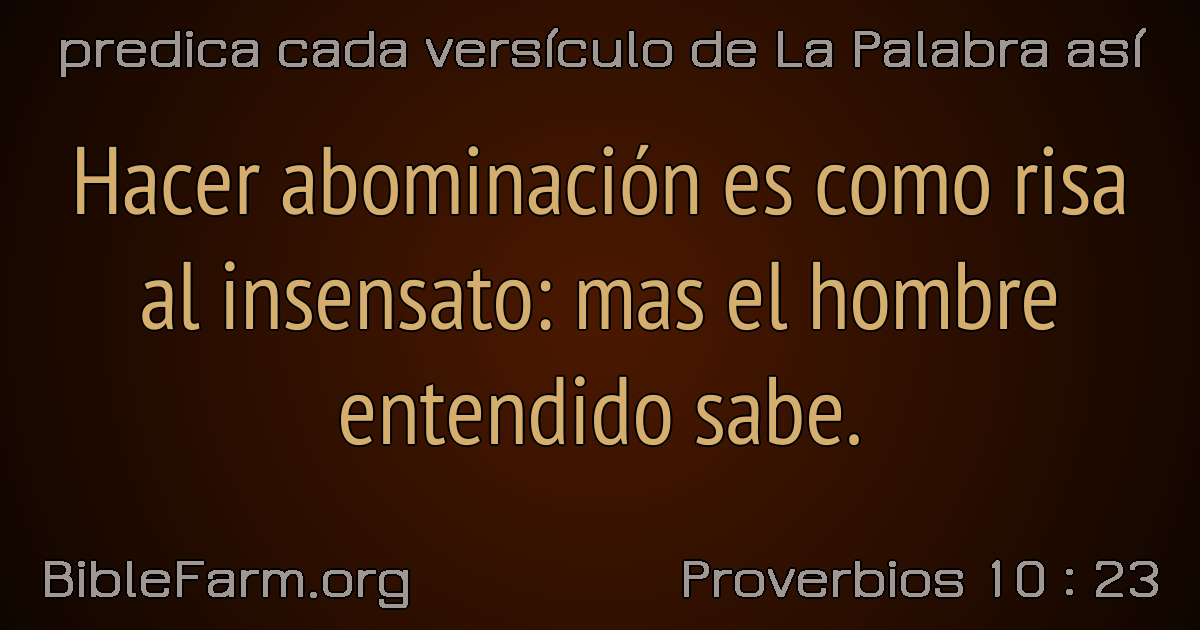 predica cada versículo de La Palabra así
Hacer abominación es como risa
al insensato: mas el hombre
entendido sabe.
BibleFarm.org
Proverbios 10 : 23